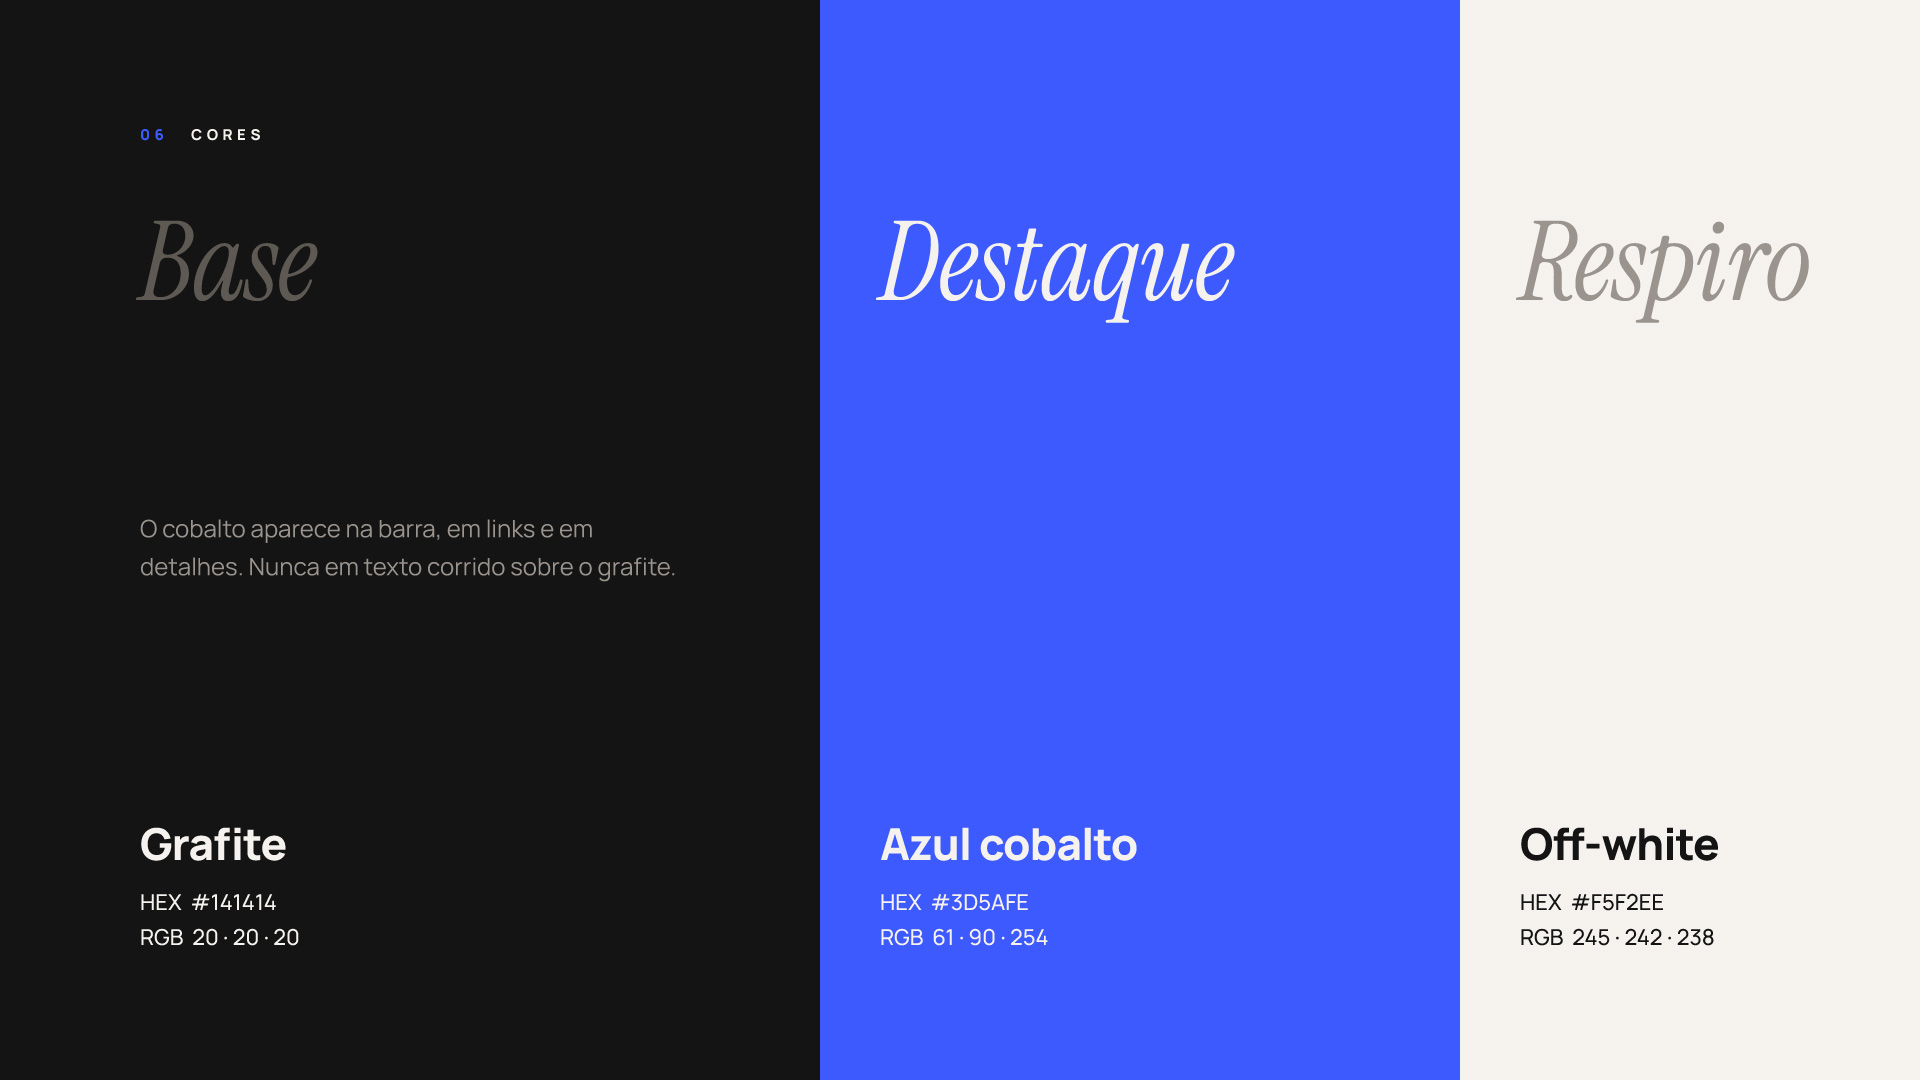 06 CORES
Base
O cobalto aparece na barra, em links e em
detalhes. Nunca em texto corrido sobre o grafite.
Grafite
HEX #141414
RGB 20 · 20 · 20
Destaque
Azul cobalto
HEX #3D5AFE
RGB 61 · 90 · 254
Respiro
Off-white
HEX #F5F2EE
RGB 245 · 242 · 238